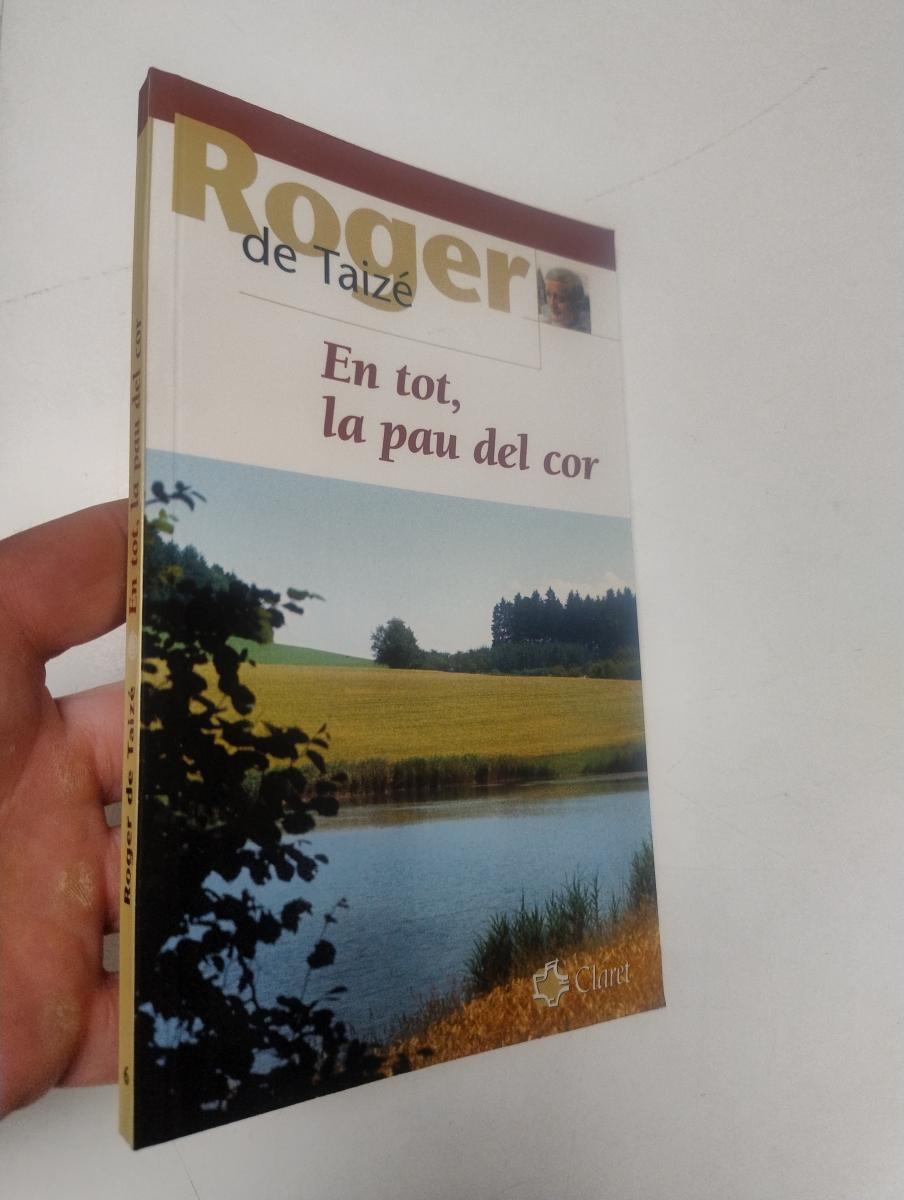 Roger
de Taizé
En tot,
la pau del cor
Claret
Roger de Taizé En tot, la pau del cor